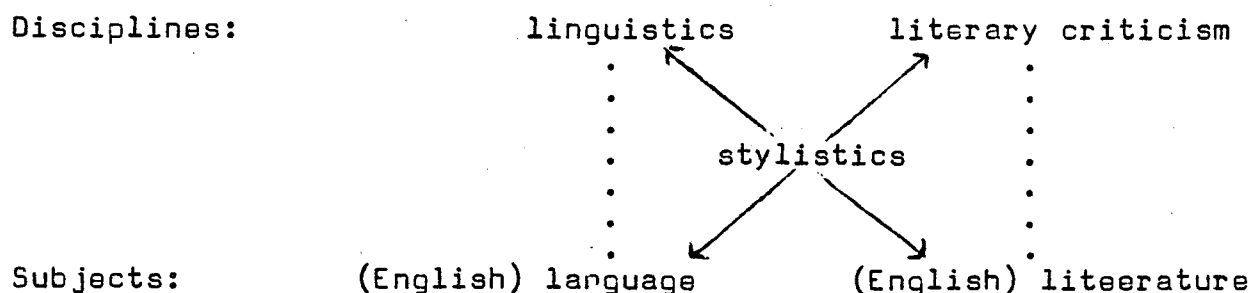 Disciplines: linguistics literary criticism
stylistics
Subjects: (English) language (English) liteerature